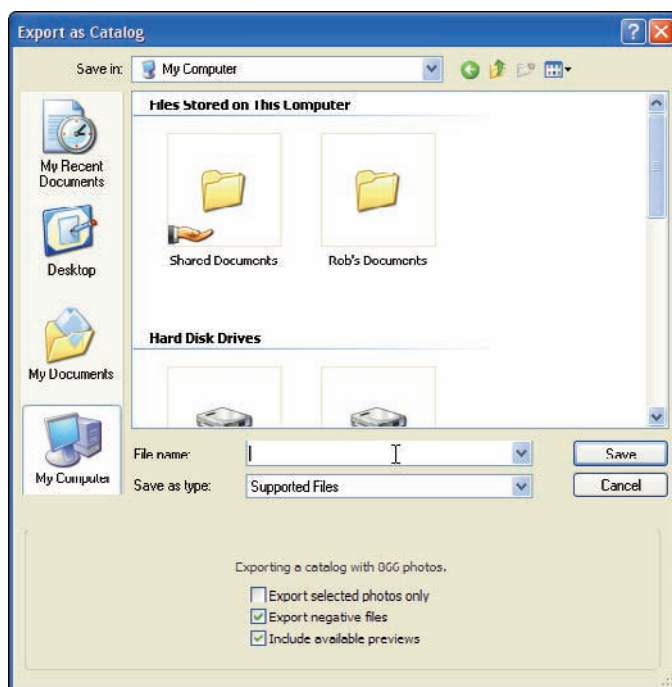 Export as Catalog
Save in: My Computer
My Recent Documents
Desktop
My Documents
My Computer
Files Stored on This Computer
Shared Documents
Rob's Documents
Hard Disk Drives
File name: Save
Save as type: Supported Files Cancel
Exporting a catalog with photos.
Export selected photos only
Export negative files
Include available previews